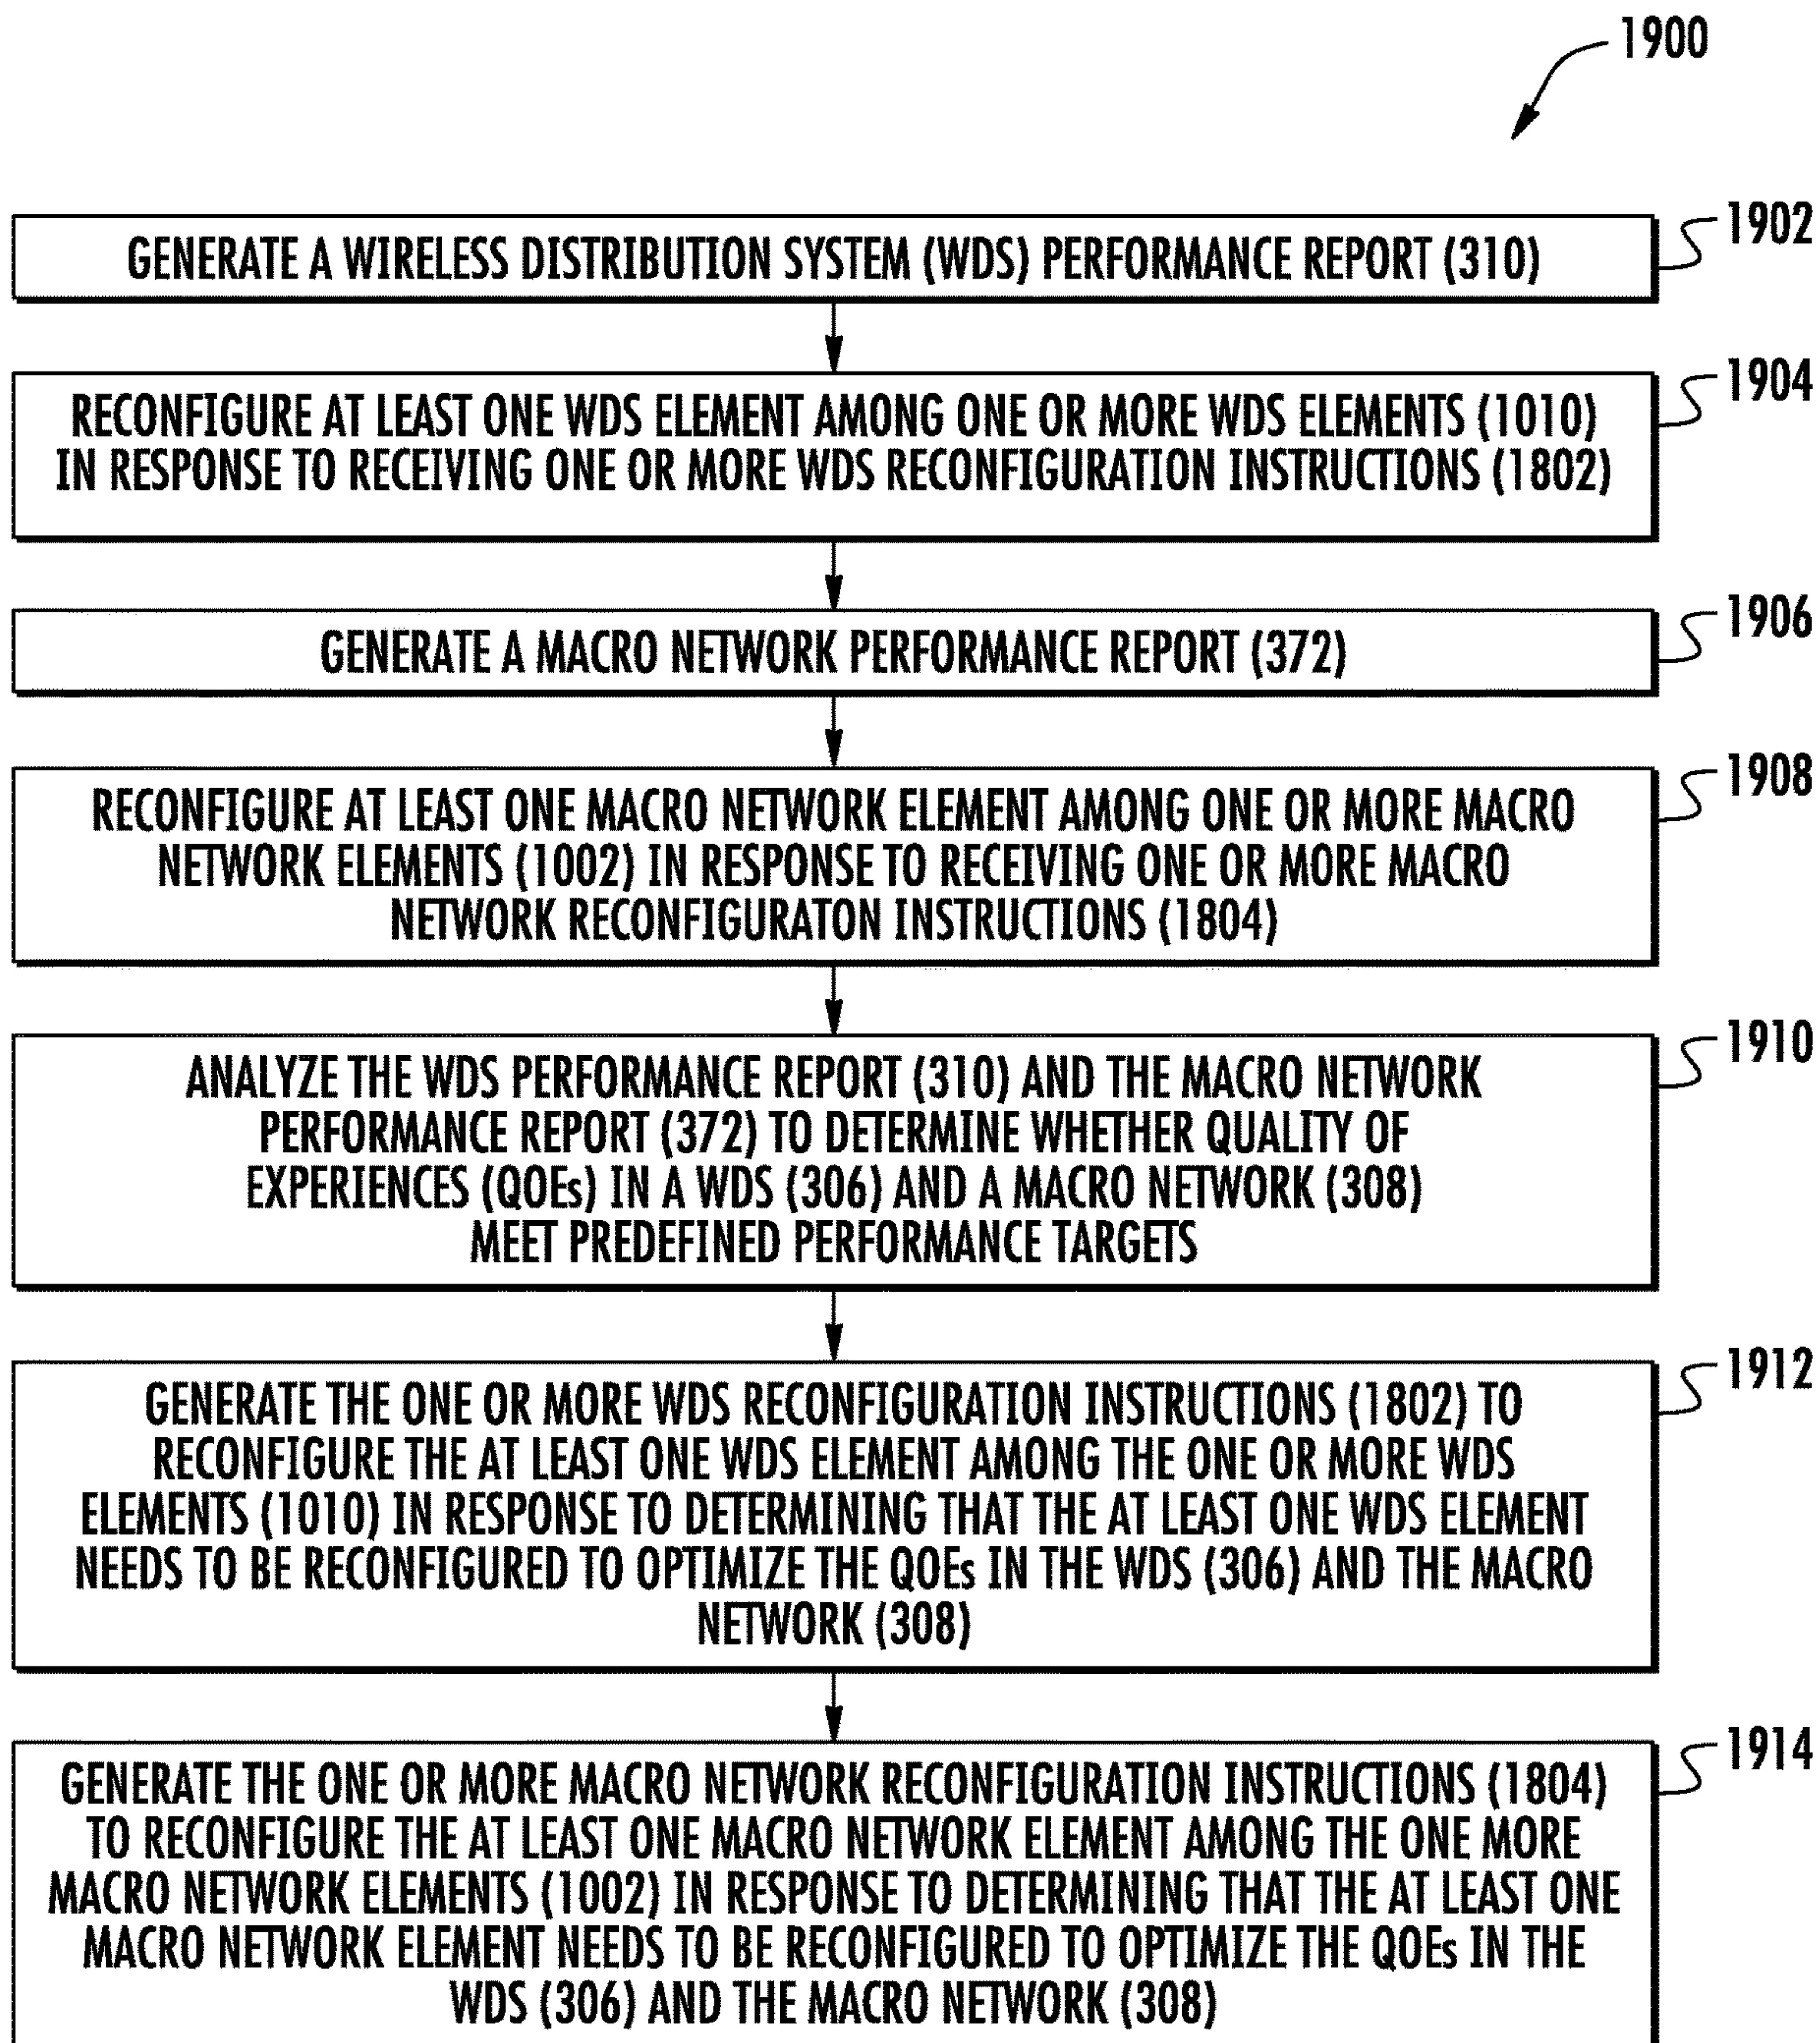 1900
1902
GENERATE A WIRELESS DISTRIBUTION SYSTEM (WDS) PERFORMANCE REPORT (310)
1904
RECONFIGURE AT LEAST ONE WDS ELEMENT AMONG ONE OR MORE WDS ELEMENTS (1010)
IN RESPONSE TO RECEIVING ONE OR MORE WDS RECONFIGURATION INSTRUCTIONS (1802)
1906
GENERATE A MACRO NETWORK PERFORMANCE REPORT (372)
1908
RECONFIGURE AT LEAST ONE MACRO NETWORK ELEMENT AMONG ONE OR MORE MACRO
NETWORK ELEMENTS (1002) IN RESPONSE TO RECEIVING ONE OR MORE MACRO
NETWORK RECONFIGURATON INSTRUCTIONS (1804)
1910
ANALYZE THE WDS PERFORMANCE REPORT (310) AND THE MACRO NETWORK
PERFORMANCE REPORT (372) TO DETERMINE WHETHER QUALITY OF
EXPERIENCES (QOEs) IN A WDS (306) AND A MACRO NETWORK (308)
MEET PREDEFINED PERFORMANCE TARGETS
1912
GENERATE THE ONE OR MORE WDS RECONFIGURATION INSTRUCTIONS (1802) TO
RECONFIGURE THE AT LEAST ONE WDS ELEMENT AMONG THE ONE OR MORE WDS
ELEMENTS (1010) IN RESPONSE TO DETERMINING THAT THE AT LEAST ONE WDS ELEMENT
NEEDS TO BE RECONFIGURED TO OPTIMIZE THE QOEs IN THE WDS (306) AND THE MACRO
NETWORK (308)
1914
GENERATE THE ONE OR MORE MACRO NETWORK RECONFIGURATION INSTRUCTIONS (1804)
TO RECONFIGURE THE AT LEAST ONE MACRO NETWORK ELEMENT AMONG THE ONE MORE
MACRO NETWORK ELEMENTS (1002) IN RESPONSE TO DETERMINING THAT THE AT LEAST ONE
MACRO NETWORK ELEMENT NEEDS TO BE RECONFIGURED TO OPTIMIZE THE QOEs IN THE
WDS (306) AND THE MACRO NETWORK (308)